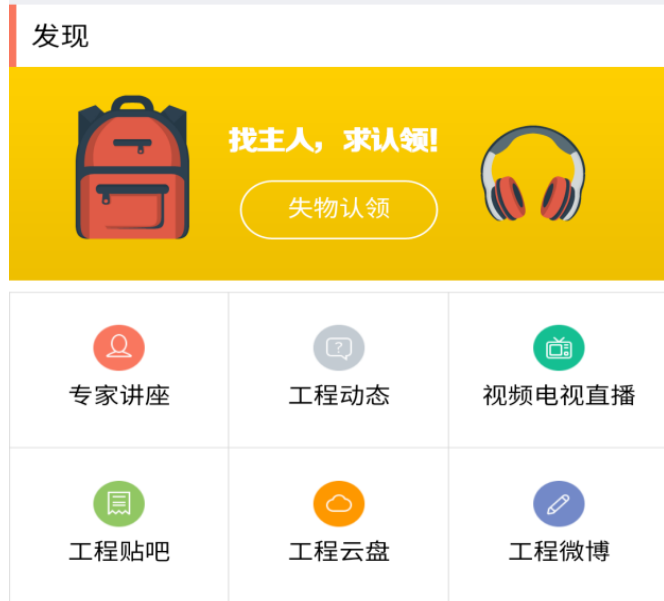 发现
找主人，求认领!
失物认领
专家讲座
工程动态
视频电视直播
工程贴吧
工程云盘
工程微博